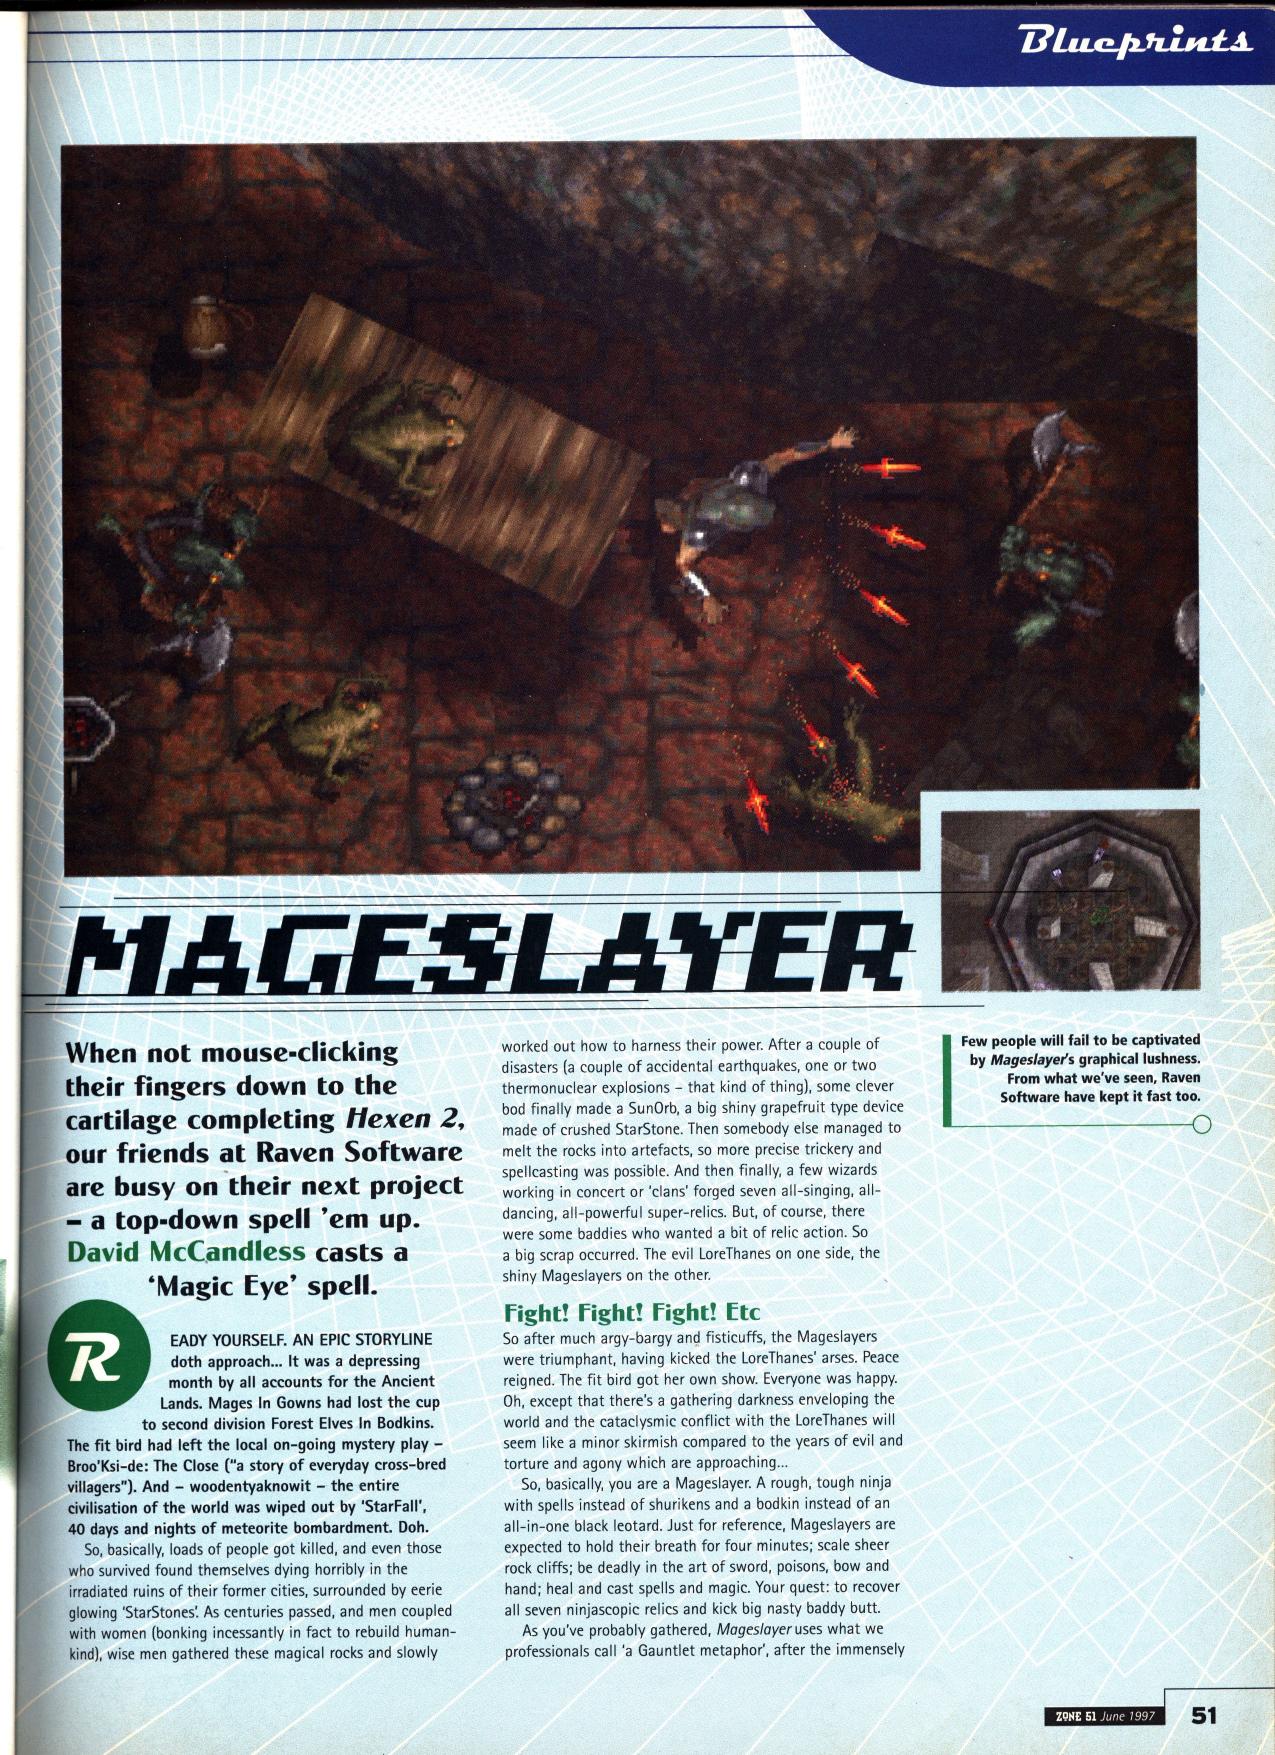 Blueprints
MAGESLAYER
When not mouse-clicking
their fingers down to the
cartilage completing Hexen 2,
our friends at Raven Software
are busy on their next project
– a top-down spell 'em up.
David McCandless casts a
'Magic Eye' spell.
READY YOURSELF. AN EPIC STORYLINE
doth approach... It was a depressing
month by all accounts for the Ancient
Lands. Mages In Gowns had lost the cup
to second division Forest Elves In Bodkins.
The fit bird had left the local on-going mystery play –
Broo'Ksi-de: The Close ("a story of everyday cross-bred
villagers"). And – woodentyaknowit – the entire
civilisation of the world was wiped out by 'StarFall',
40 days and nights of meteorite bombardment. Doh.
So, basically, loads of people got killed, and even those
who survived found themselves dying horribly in the
irradiated ruins of their former cities, surrounded by eerie
glowing 'StarStones'. As centuries passed, and men coupled
with women (bonking incessantly in fact to rebuild human-
kind), wise men gathered these magical rocks and slowly
worked out how to harness their power. After a couple of
disasters (a couple of accidental earthquakes, one or two
thermonuclear explosions – that kind of thing), some clever
bod finally made a SunOrb, a big shiny grapefruit type device
made of crushed StarStone. Then somebody else managed to
melt the rocks into artefacts, so more precise trickery and
spellcasting was possible. And then finally, a few wizards
working in concert or 'clans' forged seven all-singing, all-
dancing, all-powerful super-relics. But, of course, there
were some baddies who wanted a bit of relic action. So
a big scrap occurred. The evil LoreThanes on one side, the
shiny Mageslayers on the other.
Fight! Fight! Fight! Etc
So after much argy-bargy and fisticuffs, the Mageslayers
were triumphant, having kicked the LoreThanes' arses. Peace
reigned. The fit bird got her own show. Everyone was happy.
Oh, except that there's a gathering darkness enveloping the
world and the cataclysmic conflict with the LoreThanes will
seem like a minor skirmish compared to the years of evil and
torture and agony which are approaching...
So, basically, you are a Mageslayer. A rough, tough ninja
with spells instead of shurikens and a bodkin instead of an
all-in-one black leotard. Just for reference, Mageslayers are
expected to hold their breath for four minutes; scale sheer
rock cliffs; be deadly in the art of sword, poisons, bow and
hand; heal and cast spells and magic. Your quest: to recover
all seven ninjascopic relics and kick big nasty baddy butt.
As you've probably gathered, Mageslayer uses what we
professionals call 'a Gauntlet metaphor', after the immensely
Few people will fail to be captivated
by Mageslayer's graphical lushness.
From what we've seen, Raven
Software have kept it fast too.
ZONE 51 June 1997 51